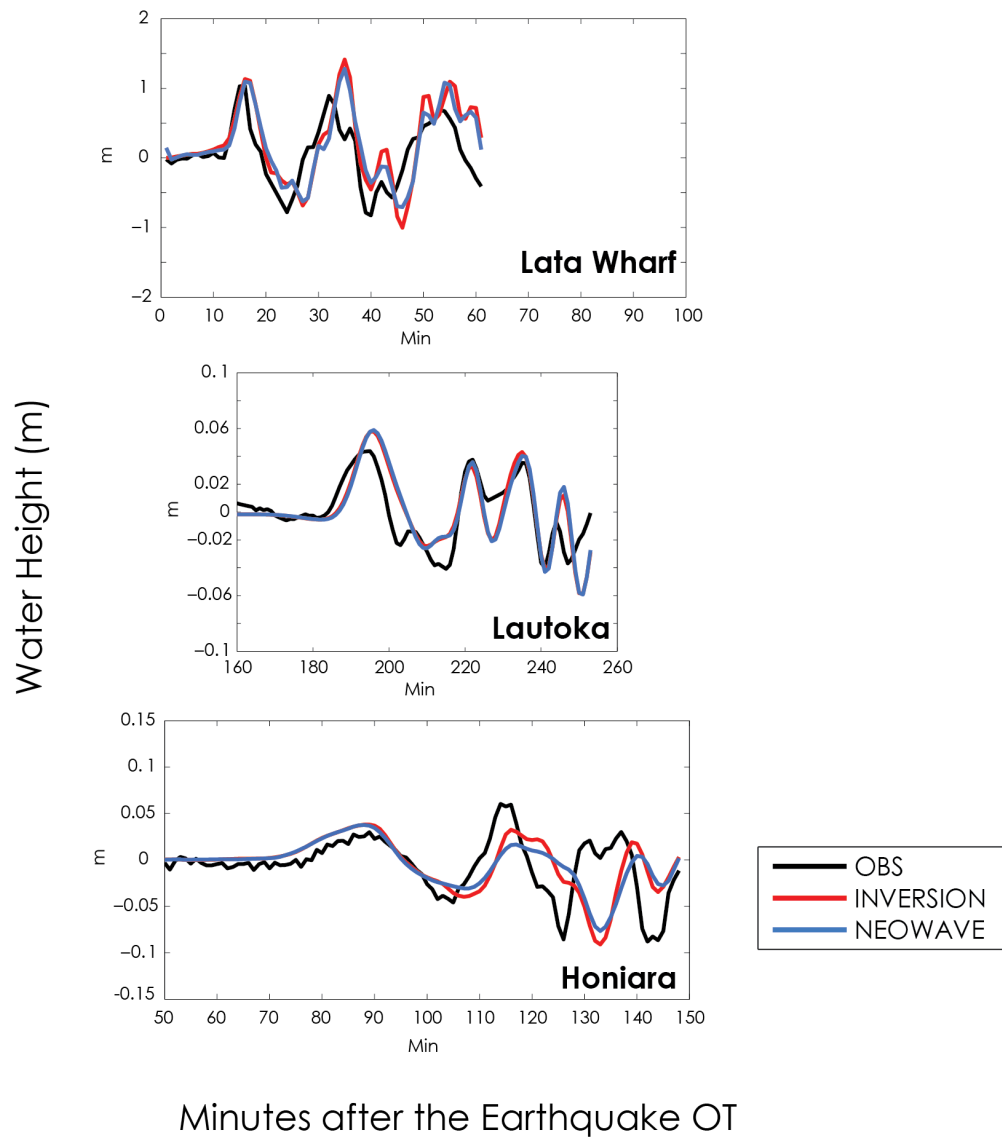 Water Height (m)
2
1
0
−1
−2
m
Lata Wharf
0 10 20 30 40 50 60 70 80 90 100
Min
0.1
0.06
0.02
0
−0.02
−0.06
−0.1
m
Lautoka
160 180 200 220 240 260
Min
0.15
0.1
0.05
0
−0.05
−0.1
-0.15
m
Honiara
50 60 70 80 90 100 110 120 130 140 150
Min
OBS
INVERSION
NEOWAVE
Minutes after the Earthquake OT